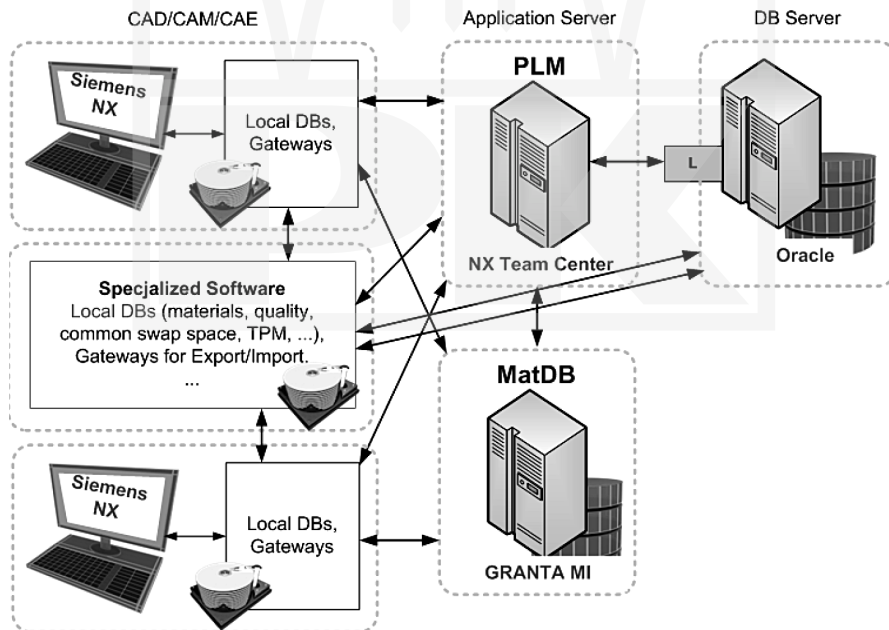 CAD/CAM/CAE
Application Server
DB Server
Siemens
NX
Local DBs,
Gateways
PLM
NX Team Center
L
Oracle
Specjalized Software
Local DBs (materials, quality,
common swap space, TPM, ...),
Gateways for Export/Import.
...
MatDB
GRANTA MI
Siemens
NX
Local DBs,
Gateways